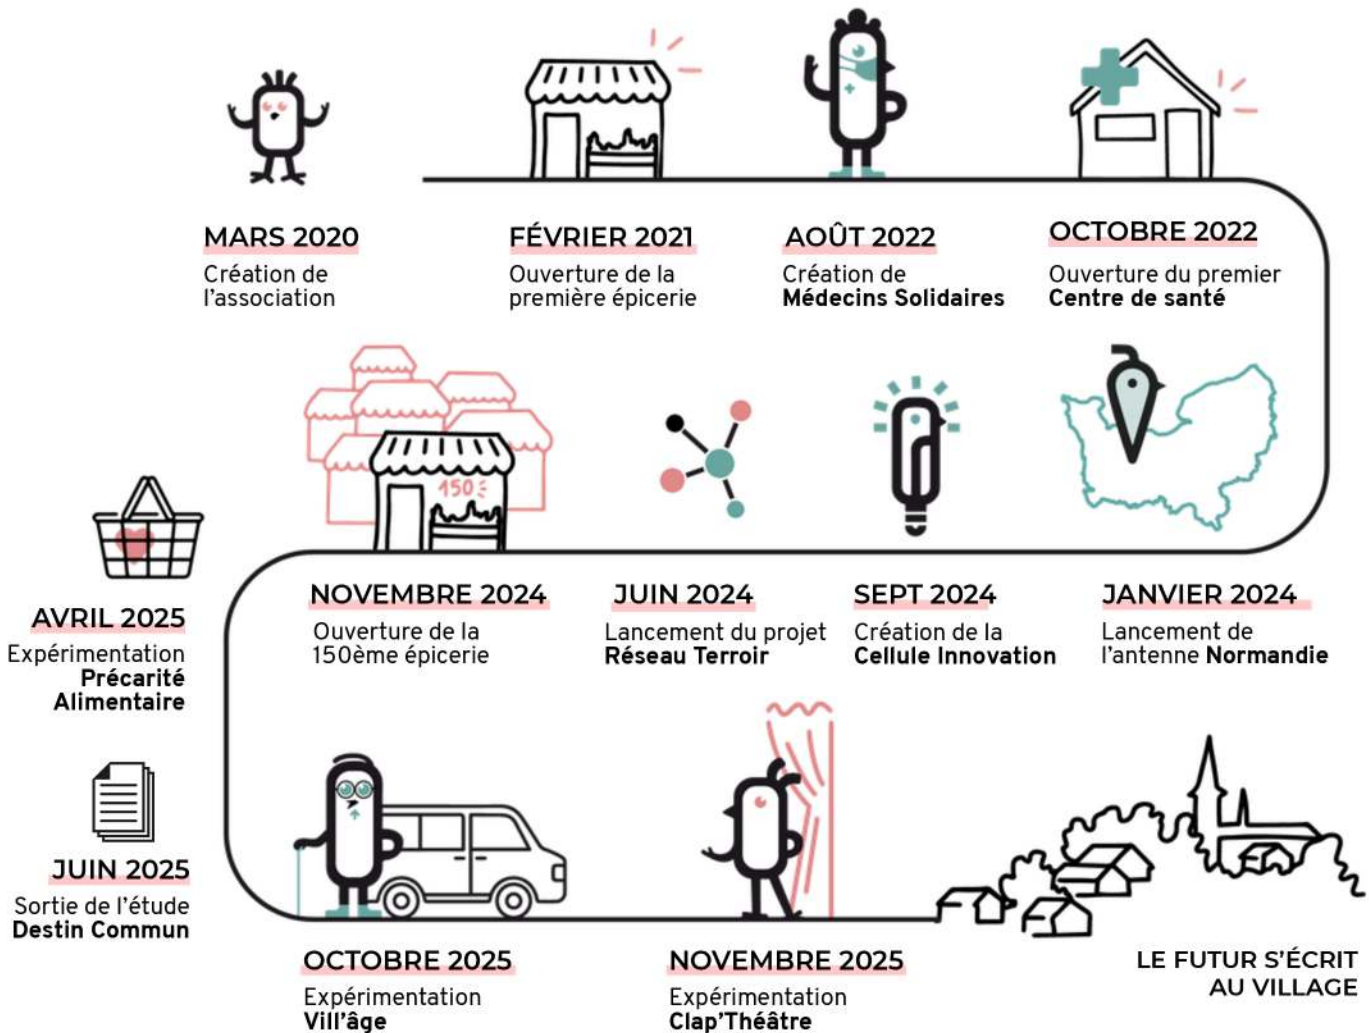 MARS 2020
Création de
l'association
FÉVRIER 2021
Ouverture de la
première épicerie
AOÛT 2022
Création de
Médecins Solidaires
OCTOBRE 2022
Ouverture du premier
Centre de santé
JANVIER 2024
Lancement de
l'antenne Normandie
SEPT 2024
Création de la
Cellule Innovation
JUIN 2024
Lancement du projet
Réseau Terroir
150
NOVEMBRE 2024
Ouverture de la
150ème épicerie
AVRIL 2025
Expérimentation
Précarité
Alimentaire
JUIN 2025
Sortie de l'étude
Destin Commun
OCTOBRE 2025
Expérimentation
Vill'âge
NOVEMBRE 2025
Expérimentation
Clap'Théâtre
LE FUTUR S'ÉCRIT
AU VILLAGE